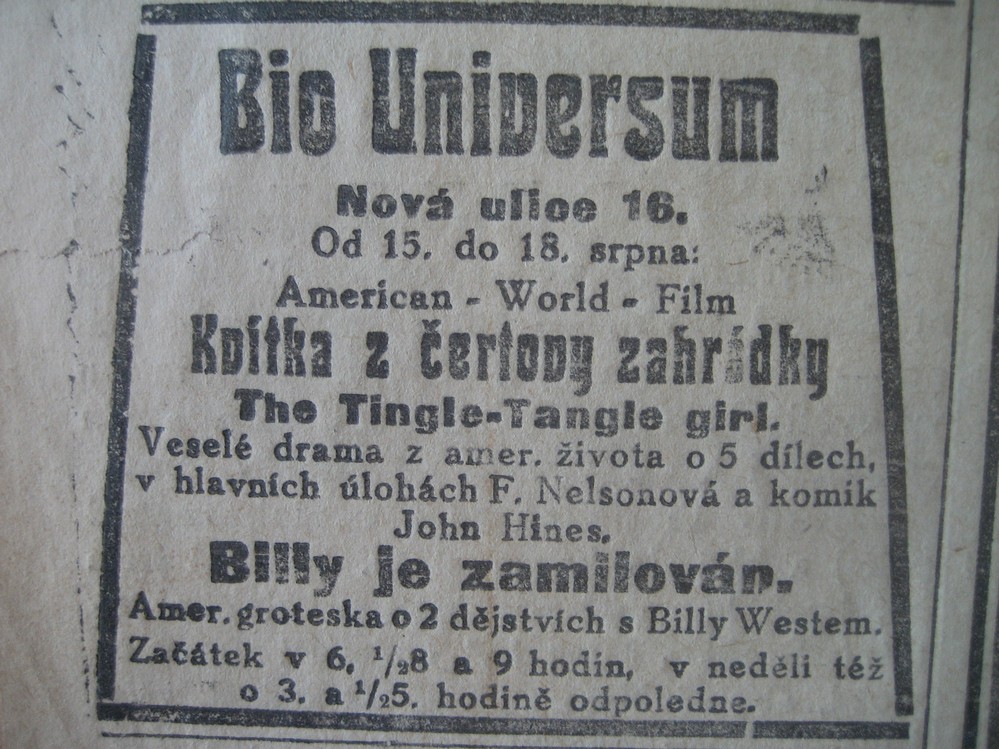 Bio Universum
Nová ulice 16.
Od 15. do 18. srpna:
American - World - Film
Kvítka z čertovy zahrádky
The Tingle-Tangle girl.
Veselé drama z amer. života o 5 dílech,
v hlavních úlohách F. Nelsonová a komik
John Hines.
Billy je zamilován.
Amer. groteska o 2 dějstvích s Billy Westem.
Začátek v 6, 1/28 a 9 hodin, v neděli též
o 3. a 1/25. hodině odpoledne.